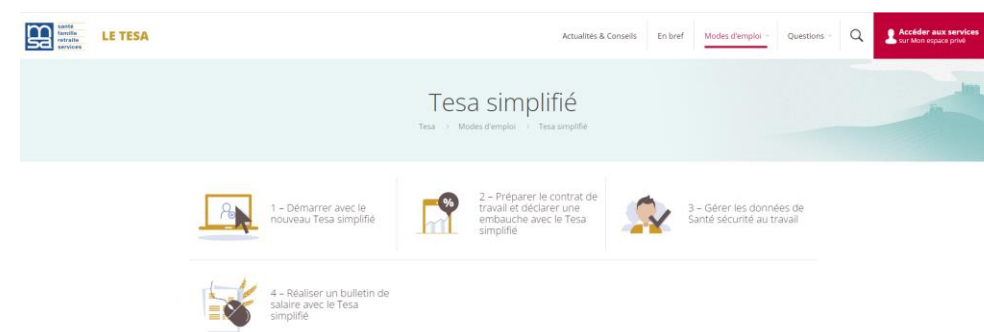 santé
famille
retraite
services
msa
LE TESA
Actualités & Conseils
En bref
Modes d'emploi
Questions
Accéder aux services
sur Mon espace privé
Tesa simplifié
Tesa › Modes d'emploi › Tesa simplifié
1 – Démarrer avec le
nouveau Tesa simplifié
%
2 – Préparer le contrat de
travail et déclarer une
embauche avec le Tesa
simplifié
3 – Gérer les données de
Santé sécurité au travail
4 – Réaliser un bulletin de
salaire avec le Tesa
simplifié